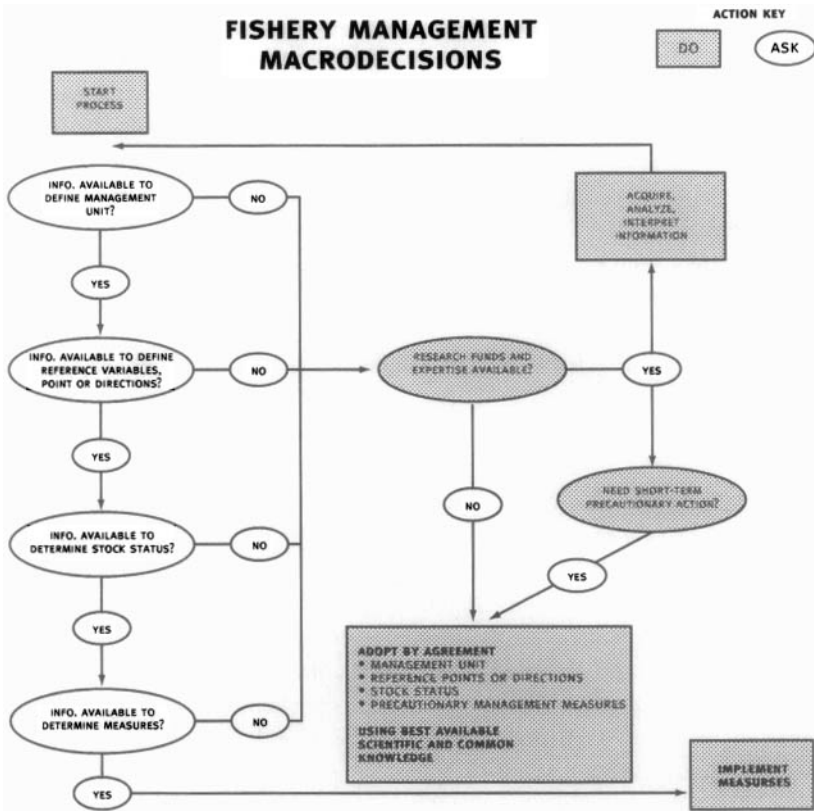 FISHERY MANAGEMENT
MACRODECISIONS
ACTION KEY
DO
ASK
START
PROCESS
INFO. AVAILABLE TO
DEFINE MANAGEMENT
UNIT?
NO
ACQUIRE,
ANALYZE,
INTERPRET
INFORMATION
YES
INFO. AVAILABLE TO DEFINE
REFERENCE VARIABLES,
POINT OR DIRECTIONS?
NO
RESEARCH FUNDS AND
EXPERTISE AVAILABLE?
YES
YES
NEED SHORT-TERM
PRECAUTIONARY ACTION?
NO
INFO. AVAILABLE TO
DETERMINE STOCK STATUS?
NO
YES
YES
ADOPT BY AGREEMENT
• MANAGEMENT UNIT
• REFERENCE POINTS OR DIRECTIONS
• STOCK STATUS
• PRECAUTIONARY MANAGEMENT MEASURES
USING BEST AVAILABLE
SCIENTIFIC AND COMMON
KNOWLEDGE
INFO. AVAILABLE TO
DETERMINE MEASURES?
NO
YES
IMPLEMENT
MEASURSES